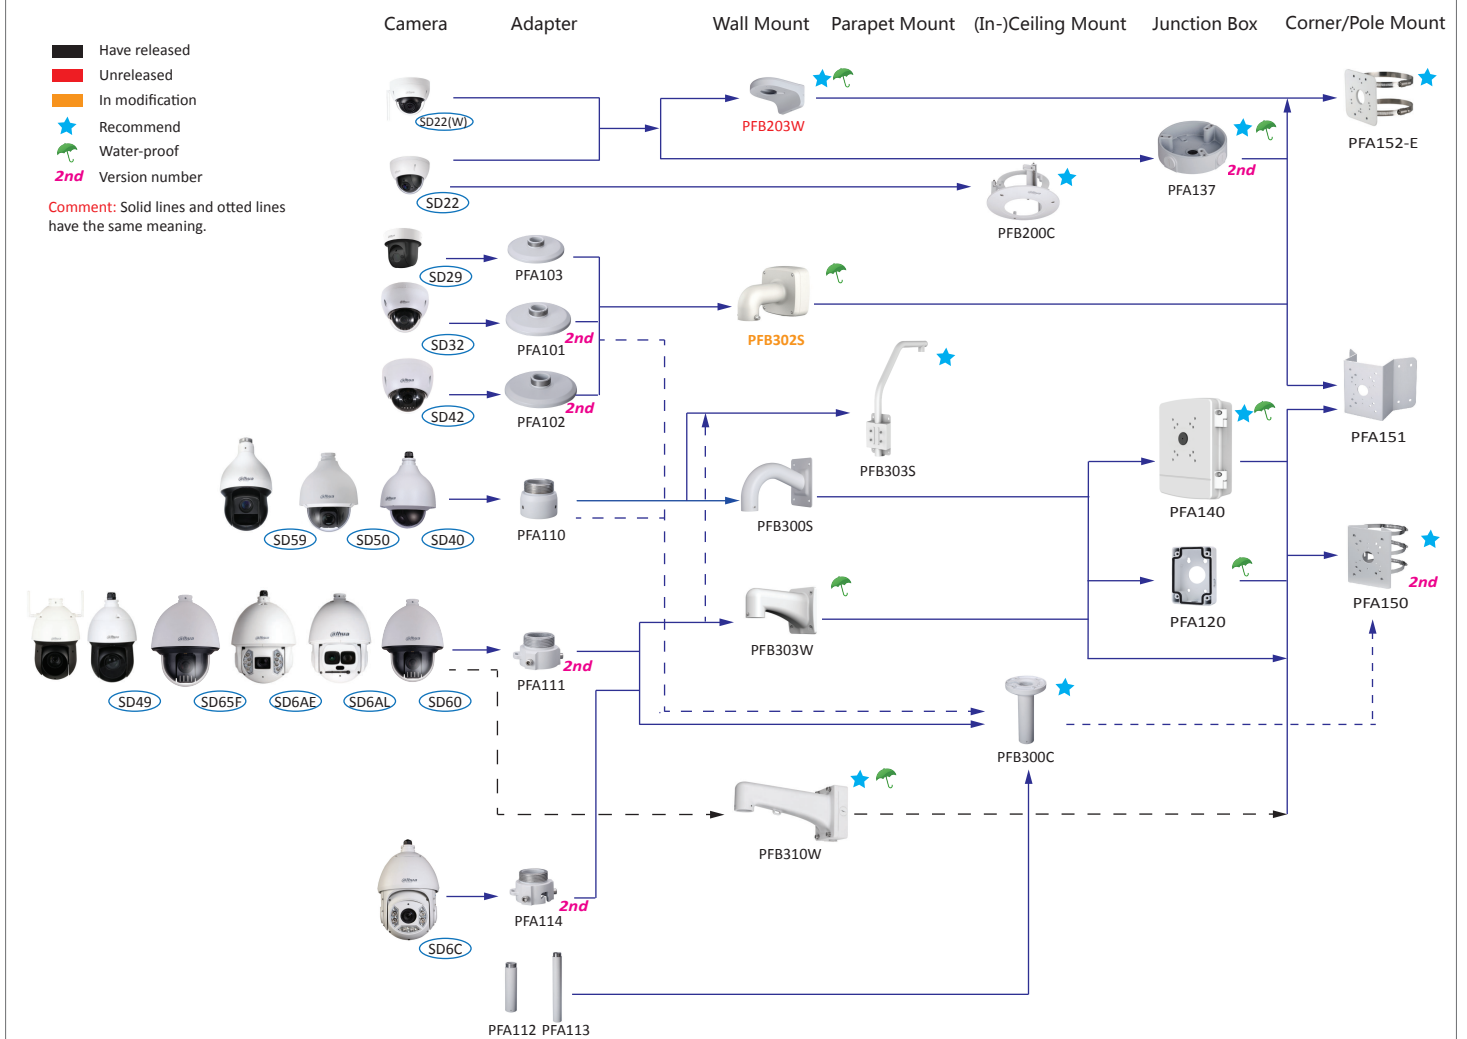 Camera
Adapter
Wall Mount
Parapet Mount
(In-)Ceiling Mount
Junction Box
Corner/Pole Mount
Have released
Unreleased
In modification
Recommend
Water-proof
2nd Version number
Comment: Solid lines and otted lines
have the same meaning.
SD22(W)
PFB203W
PFA152-E
SD22
PFB200C
PFA137
2nd
SD29
PFA103
SD32
PFA101
2nd
PFB302S
SD42
PFA102
2nd
PFB303S
PFA151
SD59
SD50
SD40
PFA110
PFB300S
PFA140
PFA120
PFA150
2nd
SD49
SD65F
SD6AE
SD6AL
SD60
PFA111
2nd
PFB303W
PFB300C
PFB310W
SD6C
PFA114
2nd
PFA112
PFA113